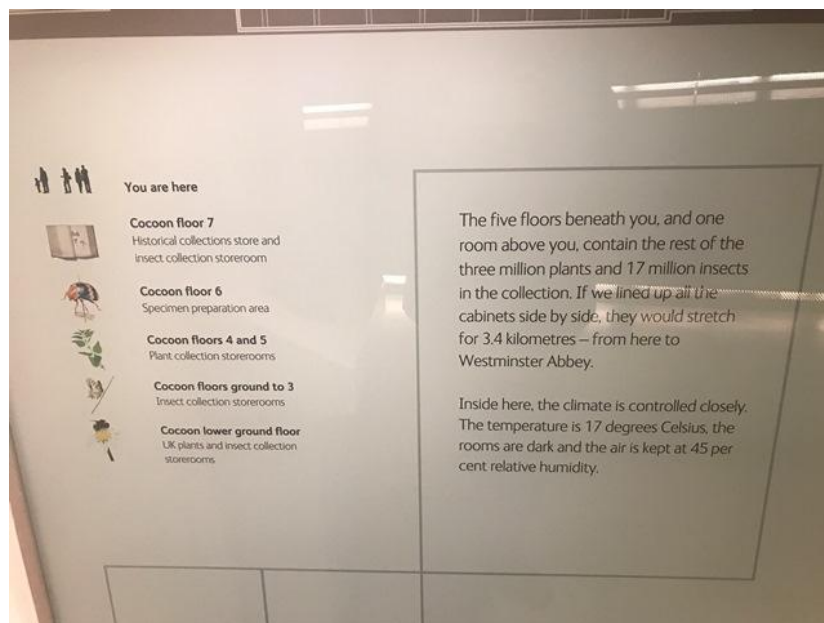 You are here
Cocoon floor 7
Historical collections store and
insect collection storeroom
Cocoon floor 6
Specimen preparation area
Cocoon floors 4 and 5
Plant collection storerooms
Cocoon floors ground to 3
Insect collection storerooms
Cocoon lower ground floor
UK plants and insect collection
storerooms
The five floors beneath you, and one
room above you, contain the rest of the
three million plants and 17 million insects
in the collection. If we lined up all the
cabinets side by side, they would stretch
for 3.4 kilometres – from here to
Westminster Abbey.
Inside here, the climate is controlled closely.
The temperature is 17 degrees Celsius, the
rooms are dark and the air is kept at 45 per
cent relative humidity.